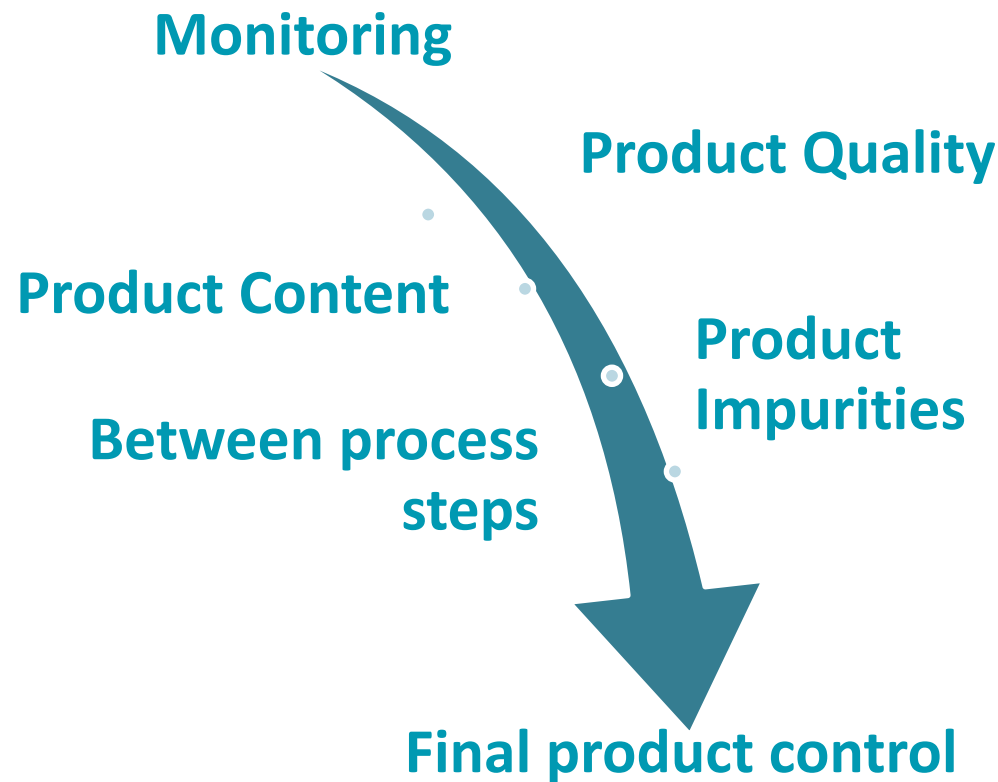 Monitoring
Product Quality
Product Content
Product
Impurities
Between process
steps
Final product control